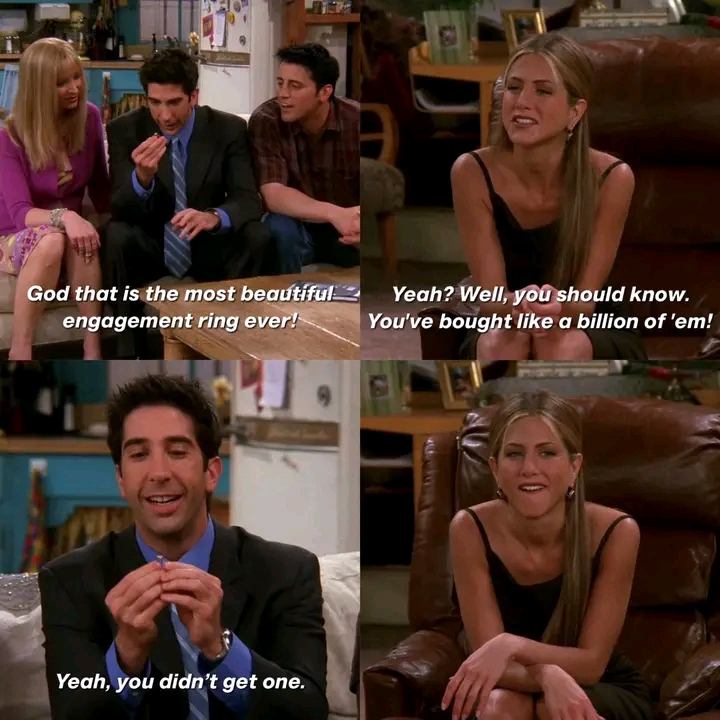 God that is the most beautiful
engagement ring ever!
Yeah? Well, you should know.
You've bought like a billion of 'em!
Yeah, you didn't get one.